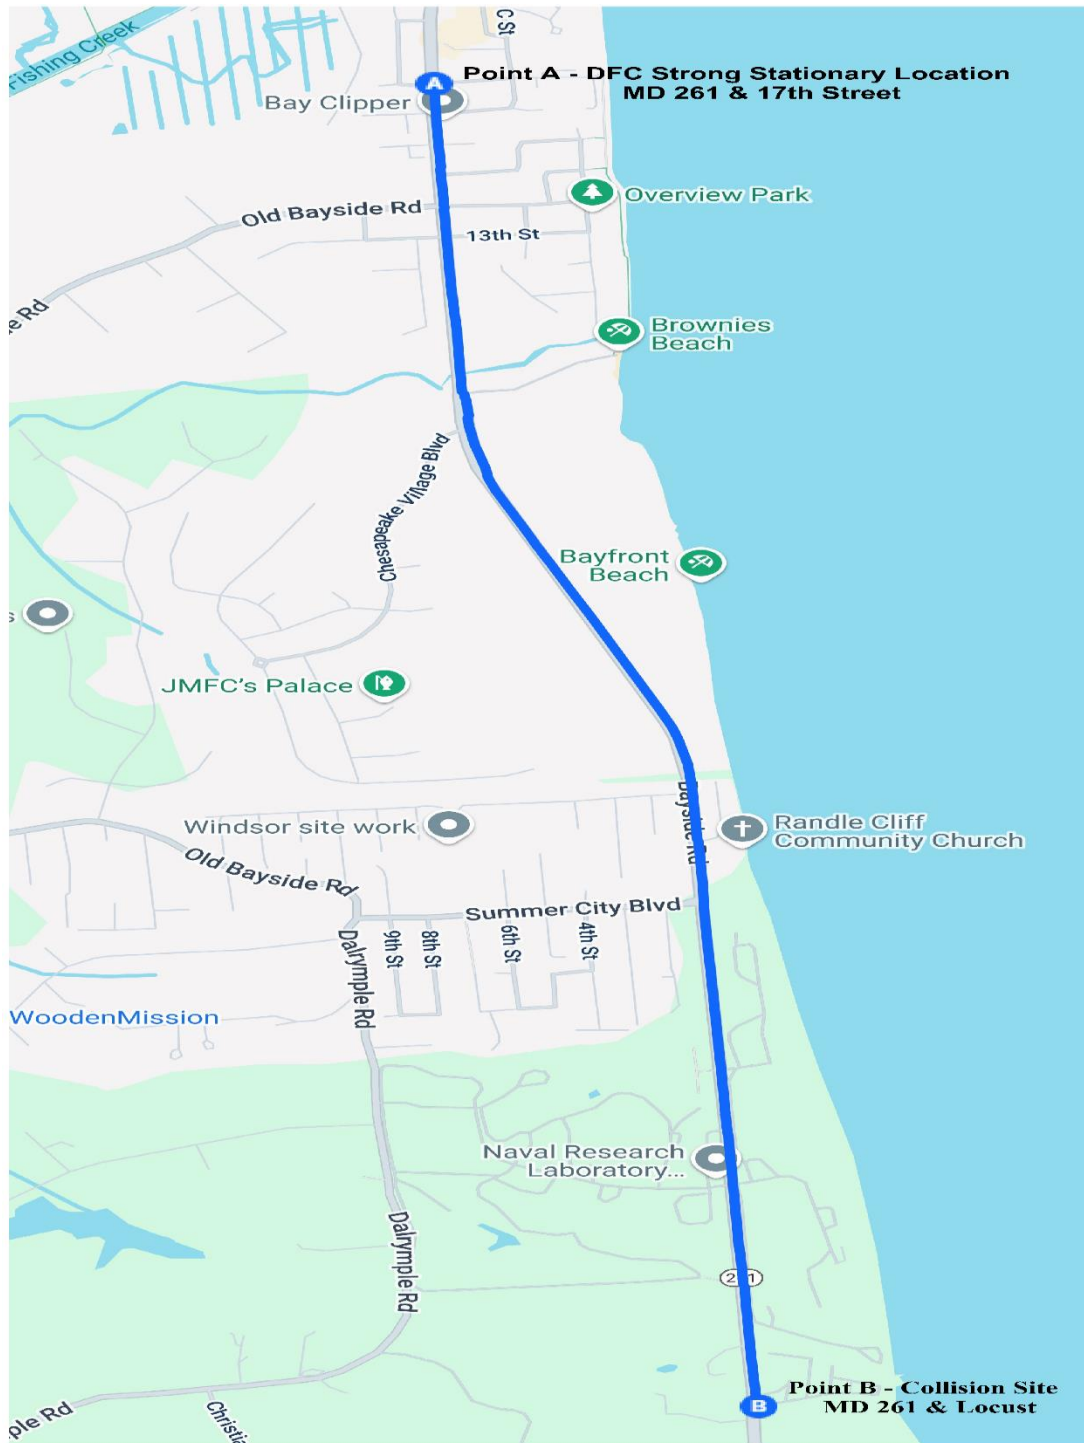 C St
Fishing Creek
A
Point A - DFC Strong Stationary Location
MD 261 & 17th Street
Bay Clipper
Overview Park
Old Bayside Rd
13th St
Rd
Brownies
Beach
Chesapeake Village Blvd
Bayfront
Beach
s
JMFC's Palace
Bayside Rd
Windsor site work
Randle Cliff
Community Church
Old Bayside Rd
Summer City Blvd
9th St
8th St
6th St
4th St
Dalrymple Rd
WoodenMission
Naval Research
Laboratory...
Dalrymple Rd
Point B - Collision Site
MD 261 & Locust
B
ple Rd